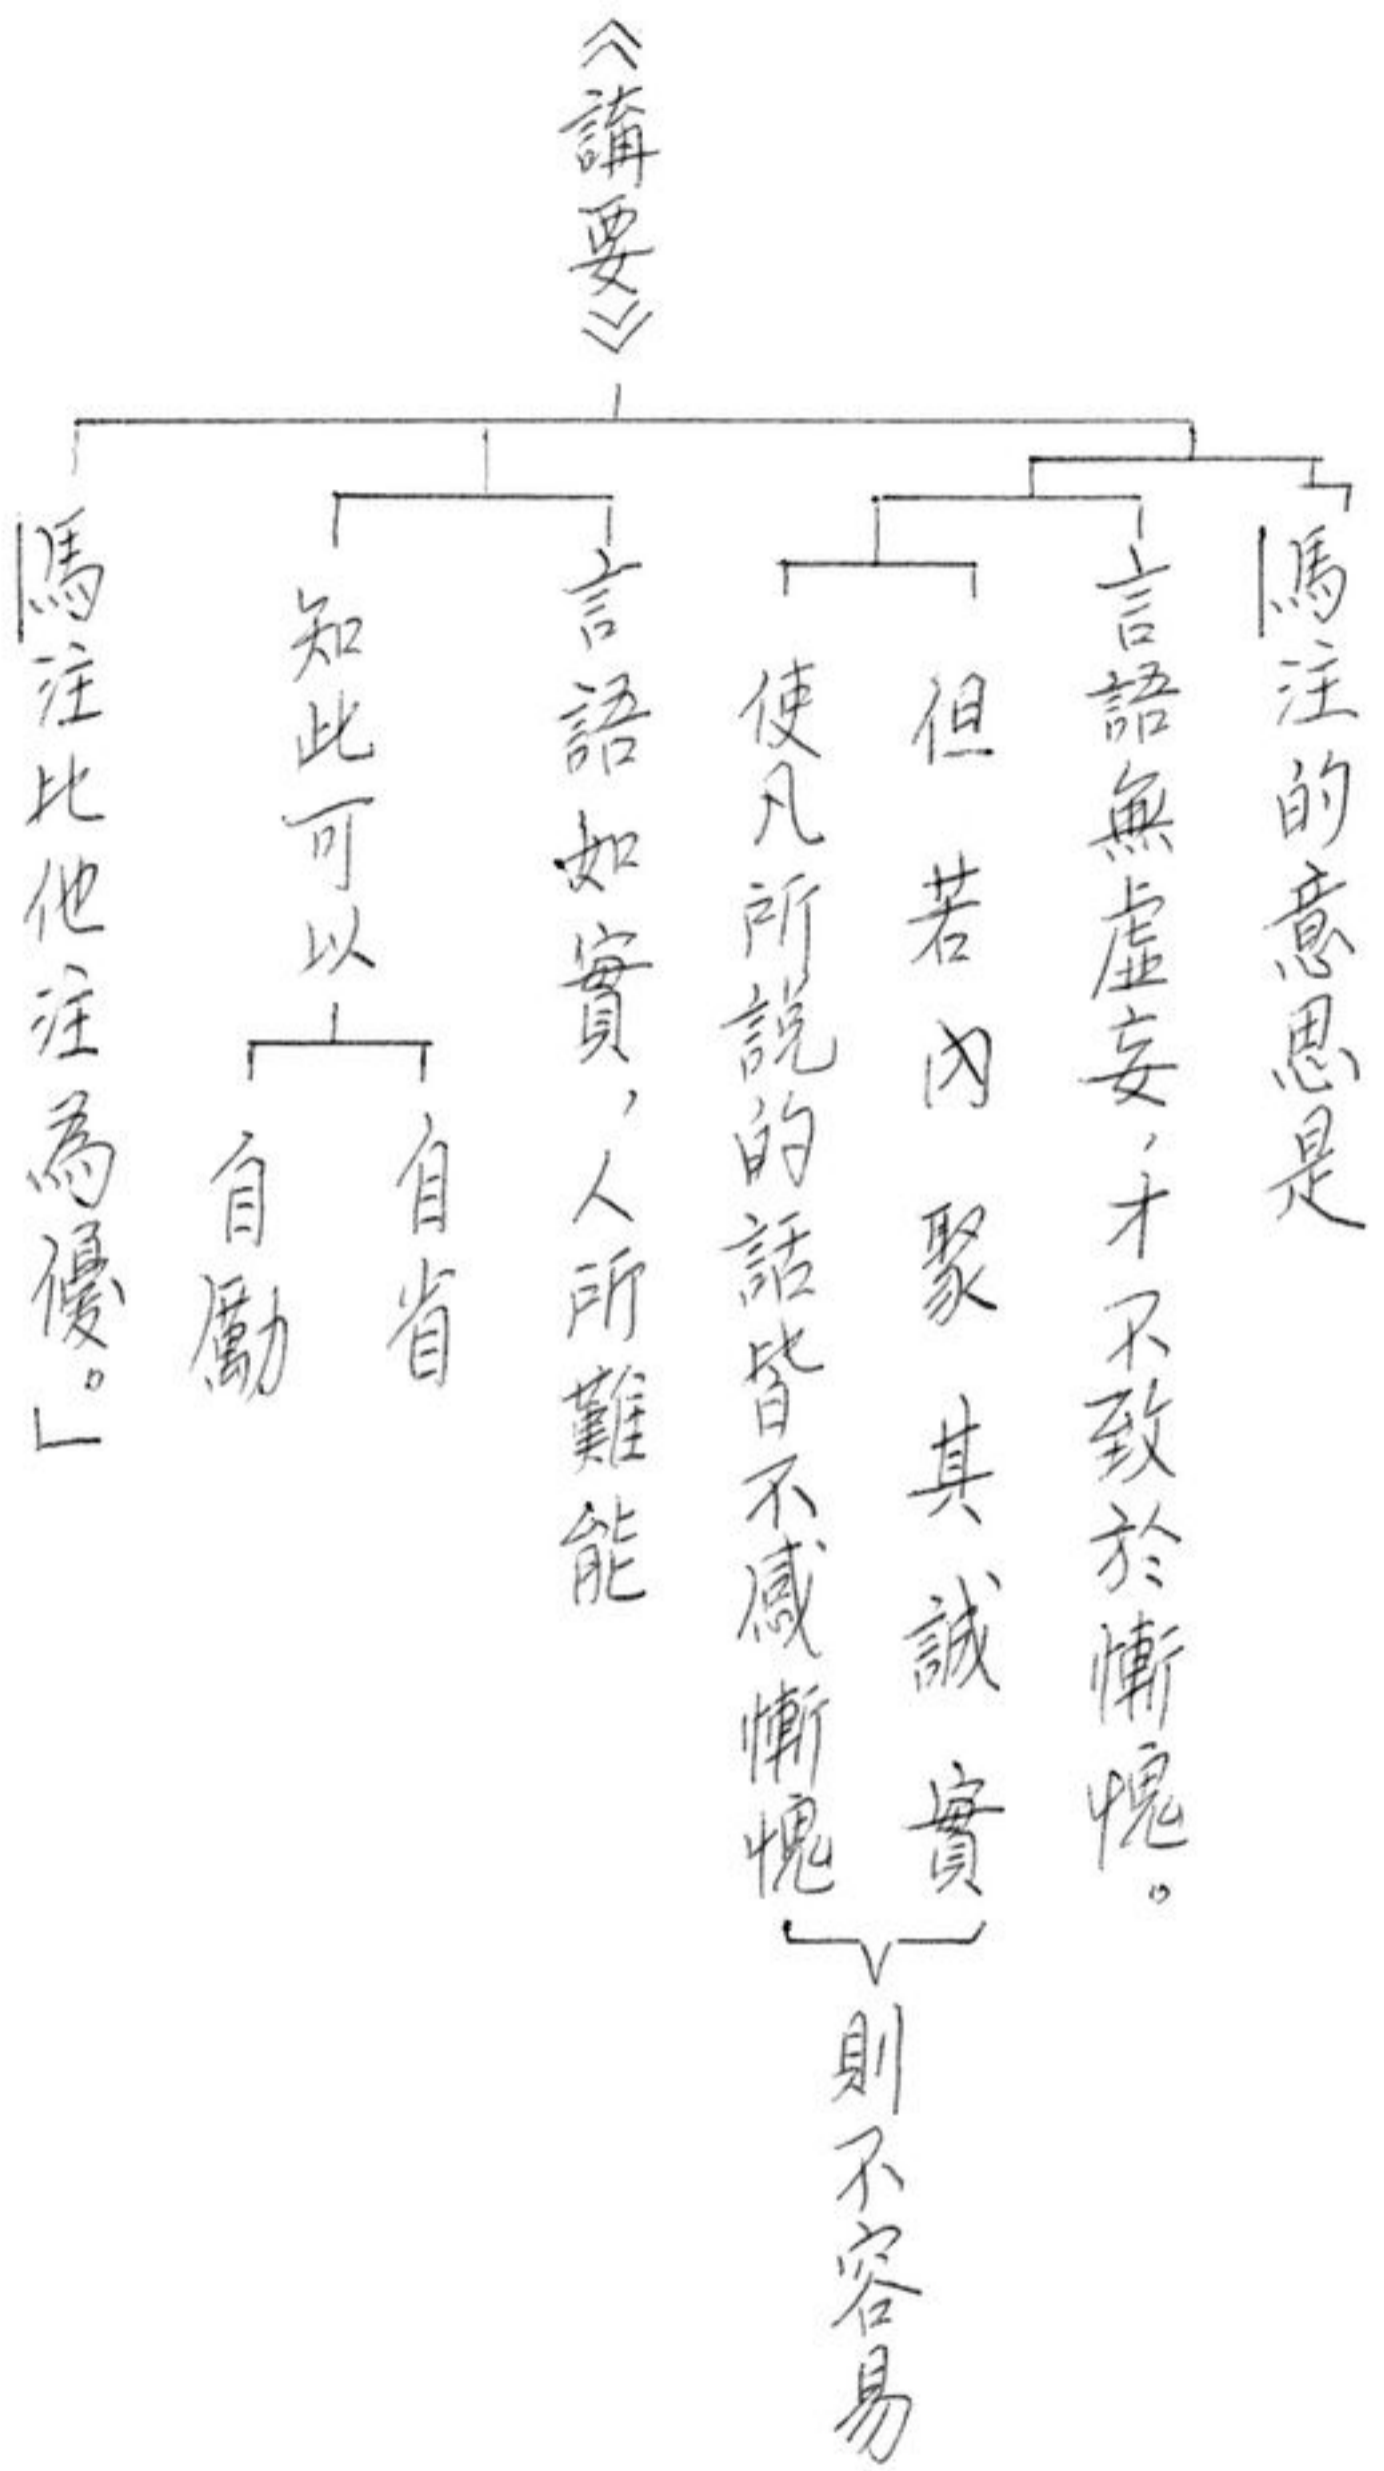 《講要》
「馬注的意思是
言語無虛妄,才不致於慚愧。
但若內聚其誠實
使凡所說的話皆不感慚愧
則不容易
言語如實,人所難能
知此可以
自省
自勵
馬注比他注為優。」